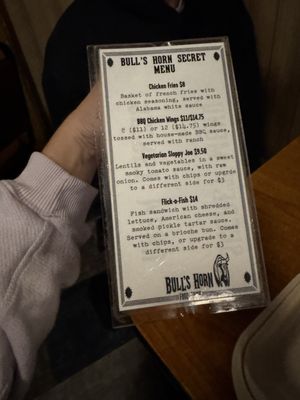 BULL'S HORN SECRET
MENU
Chicken Fries $8
Basket of french fries with
chicken seasoning, served with
Alabama white sauce
BBQ Chicken Wings $11/$14.75
($11) or 12 ($14.75) wings
tossed with house-made BBQ sauce,
served with ranch
Vegetarian Sloppy Joe $9.50
Lentils and vegetables in a sweet
smoky tomato sauce, with raw
onion. Comes with chips or upgrade
to a different side for $3
Flick-o-Fish $14
Fish sandwich with shredded
lettuce, American cheese, and
smoked pickle tartar sauce.
Served on a brioche bun. Comes
with chips, or upgrade to a
different side for $3
BULL'S HORN